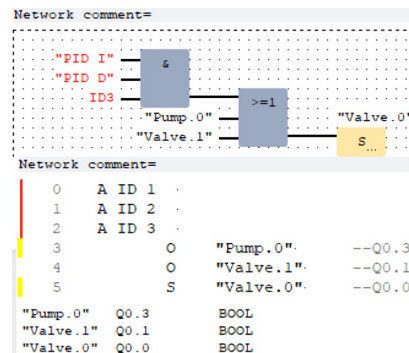 Network comment=
"PID I"
&
"PID D"
ID3
>=1
"Pump.0"
"Valve.0"
"Valve.1"
S...
Network comment=
0 A ID 1 .
1 A ID 2 .
2 A ID 3 .
3 O "Pump.0"· --Q0.3
4 O "Valve.1"· --Q0.1
5 S "Valve.0"· --Q0.0
"Pump.0" Q0.3 BOOL
"Valve.1" Q0.1 BOOL
"Valve.0" Q0.0 BOOL